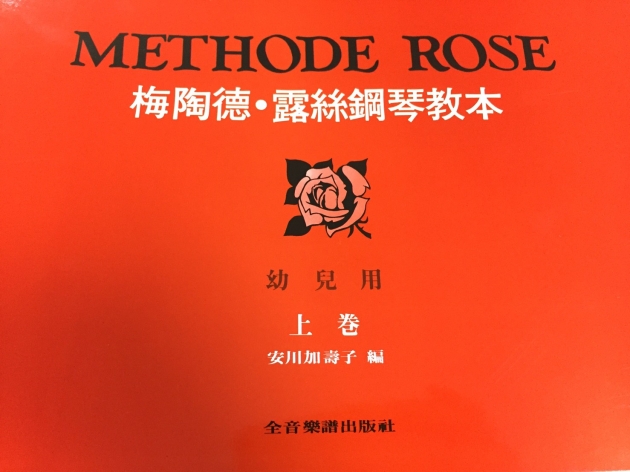 METHODE ROSE
梅陶德・露絲鋼琴教本
幼兒用
上卷
安川加壽子 編
全音樂譜出版社